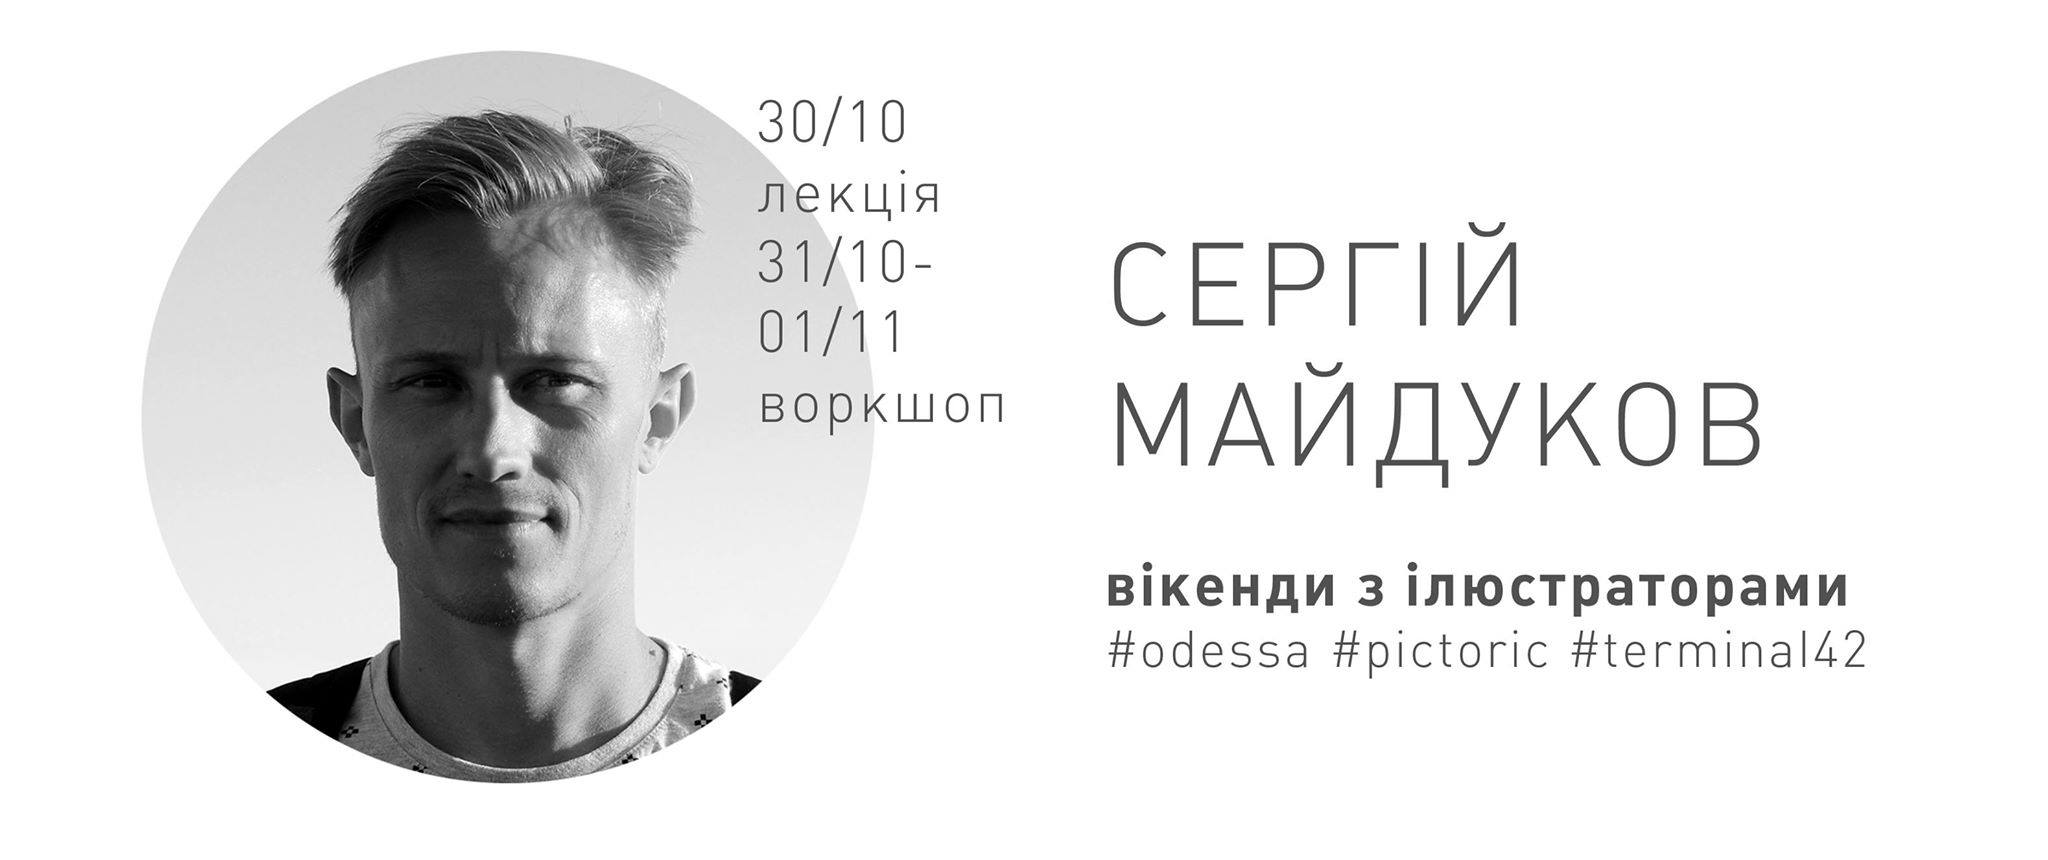 30/10
лекція
31/10-
01/11
воркшоп
СЕРГІЙ
МАЙДУКОВ
вікенди з ілюстраторами
#odessa #pictoric #terminal42